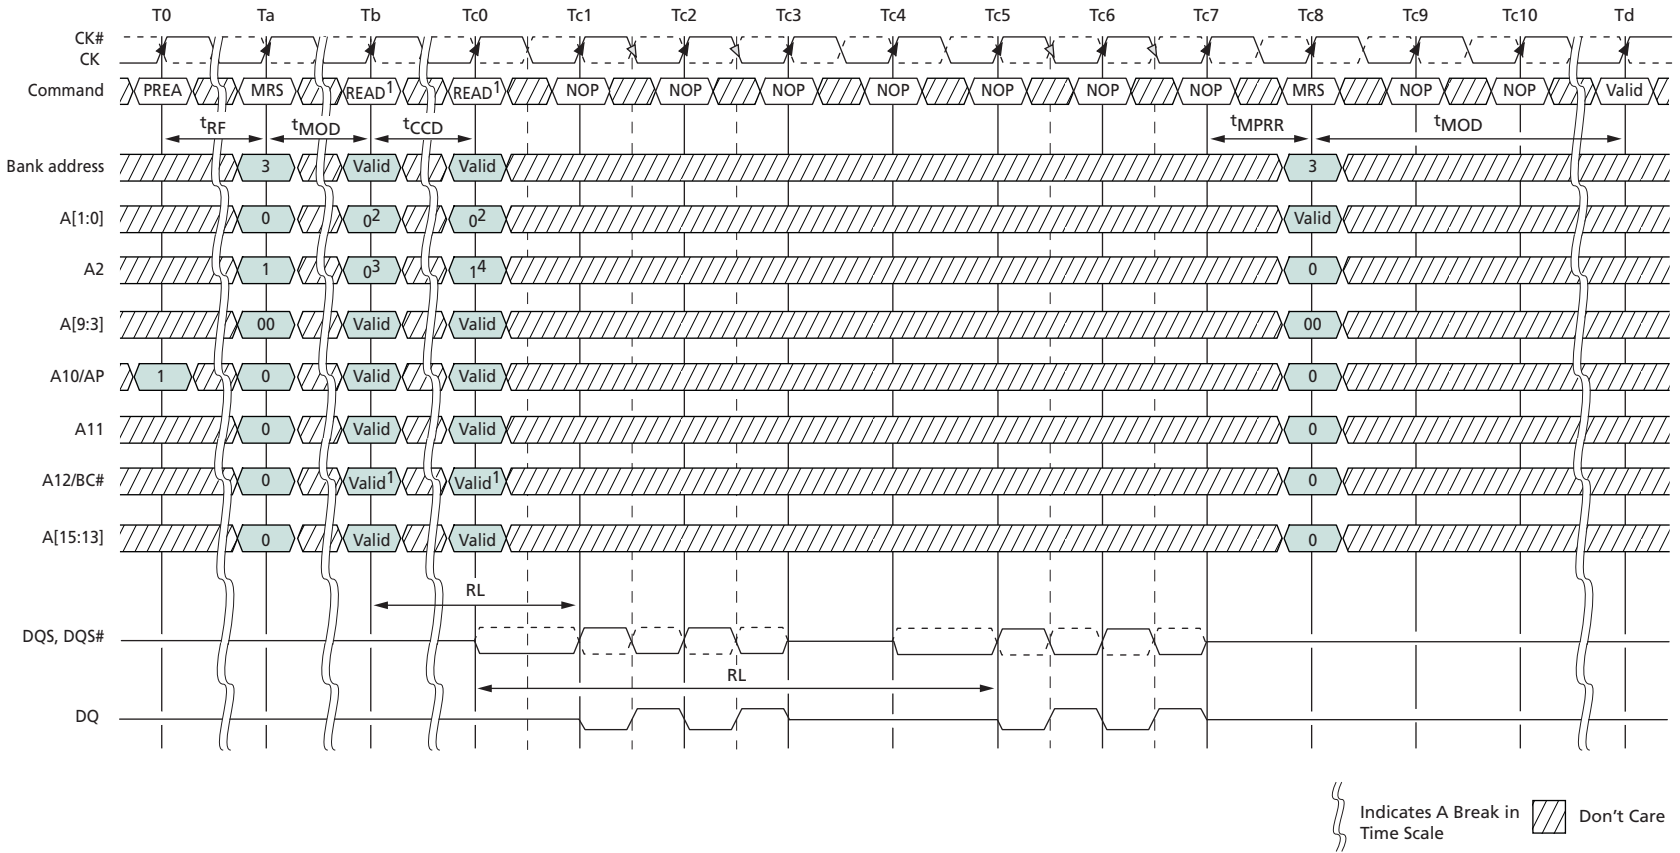 T0 Ta Tb Tc0 Tc1 Tc2 Tc3 Tc4 Tc5 Tc6 Tc7 Tc8 Tc9 Tc10 Td
CK#
CK
Command PREA MRS READ1 READ1 NOP NOP NOP NOP NOP NOP NOP MRS NOP NOP Valid
tRF tMOD tCCD tMPRR tMOD
Bank address 3 Valid Valid 3
A[1:0] 0 02 02 Valid
A2 1 03 14 0
A[9:3] 00 Valid Valid 00
A10/AP 1 0 Valid Valid 0
A11 0 Valid Valid 0
A12/BC# 0 Valid1 Valid1 0
A[15:13] 0 Valid Valid 0
RL
DQS, DQS#
RL
DQ
Indicates A Break in
Time Scale
Don't Care